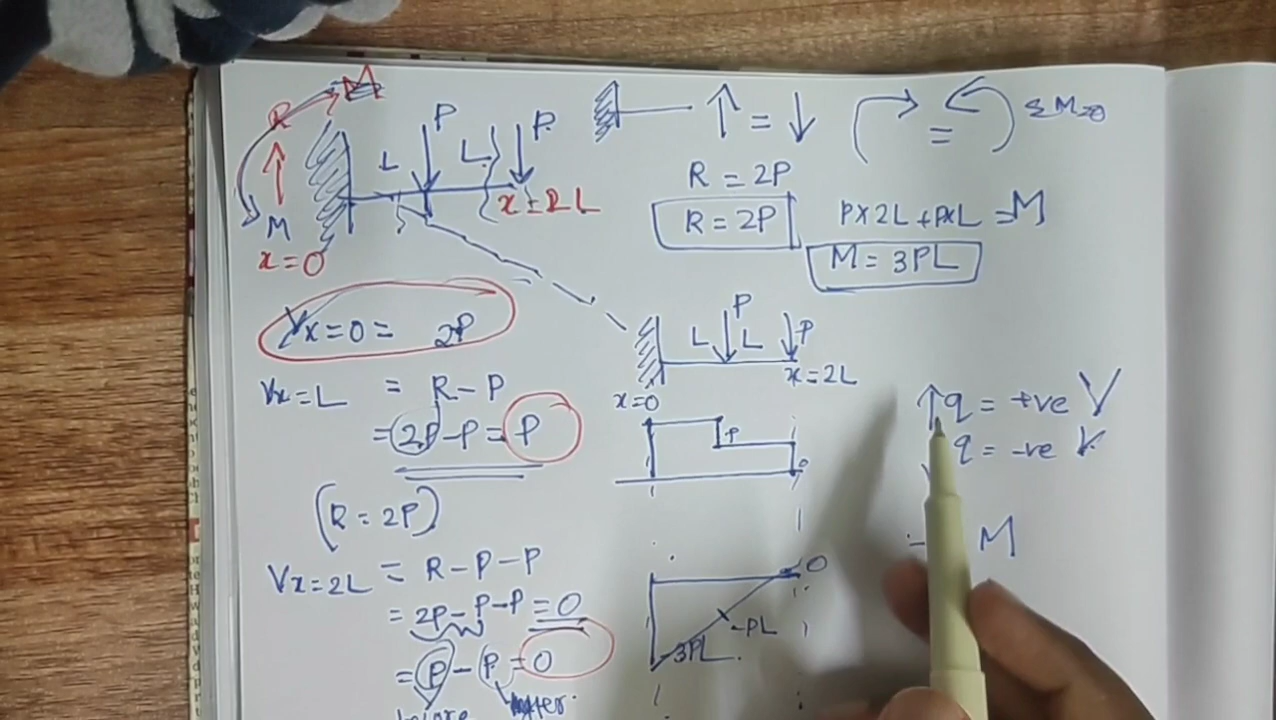 R M
P P
L L
M x=2L
x=0
↑ = ↓
= ΣM=0
R = 2P
R = 2P
P×2L + P×L = M
M = 3PL
Vx=0 = 2P
Vx=L = R-P
= 2P-P = P
(R = 2P)
Vx=2L = R-P-P
= 2P-P-P = 0
= P - P = 0
P
L L P
x=0 x=2L
P
0
0
-PL
3PL
↑q = +ve V
q = -ve V
M